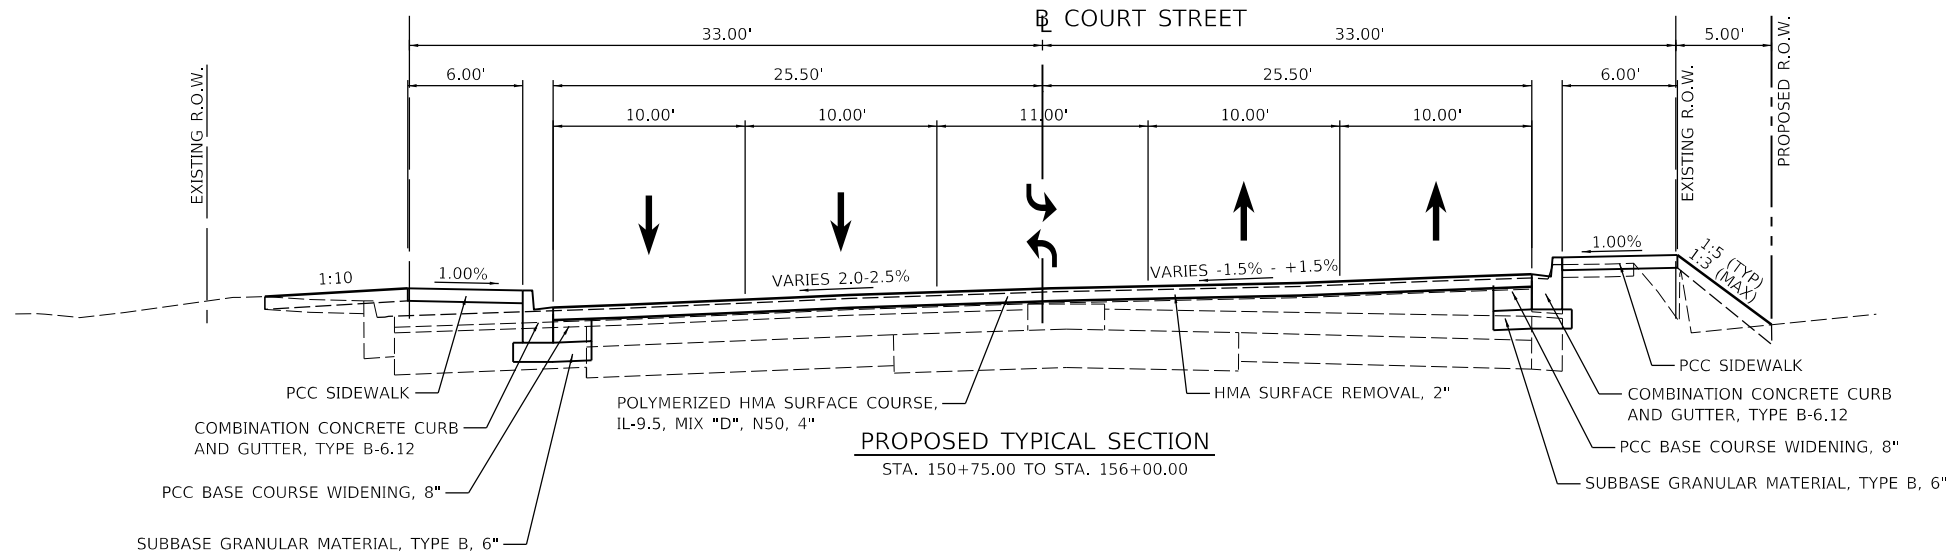 ℄ COURT STREET
33.00'
33.00'
5.00'
6.00'
25.50'
25.50'
6.00'
10.00'
10.00'
11.00'
10.00'
10.00'
EXISTING R.O.W.
EXISTING R.O.W.
PROPOSED R.O.W.
1:10
1.00%
VARIES 2.0-2.5%
VARIES -1.5% - +1.5%
1.00%
1:5 (TYP)
1:3 (MAX)
PCC SIDEWALK
COMBINATION CONCRETE CURB
AND GUTTER, TYPE B-6.12
PCC BASE COURSE WIDENING, 8"
SUBBASE GRANULAR MATERIAL, TYPE B, 6"
POLYMERIZED HMA SURFACE COURSE,
IL-9.5, MIX "D", N50, 4"
HMA SURFACE REMOVAL, 2"
PCC SIDEWALK
COMBINATION CONCRETE CURB
AND GUTTER, TYPE B-6.12
PCC BASE COURSE WIDENING, 8"
SUBBASE GRANULAR MATERIAL, TYPE B, 6"
PROPOSED TYPICAL SECTION
STA. 150+75.00 TO STA. 156+00.00